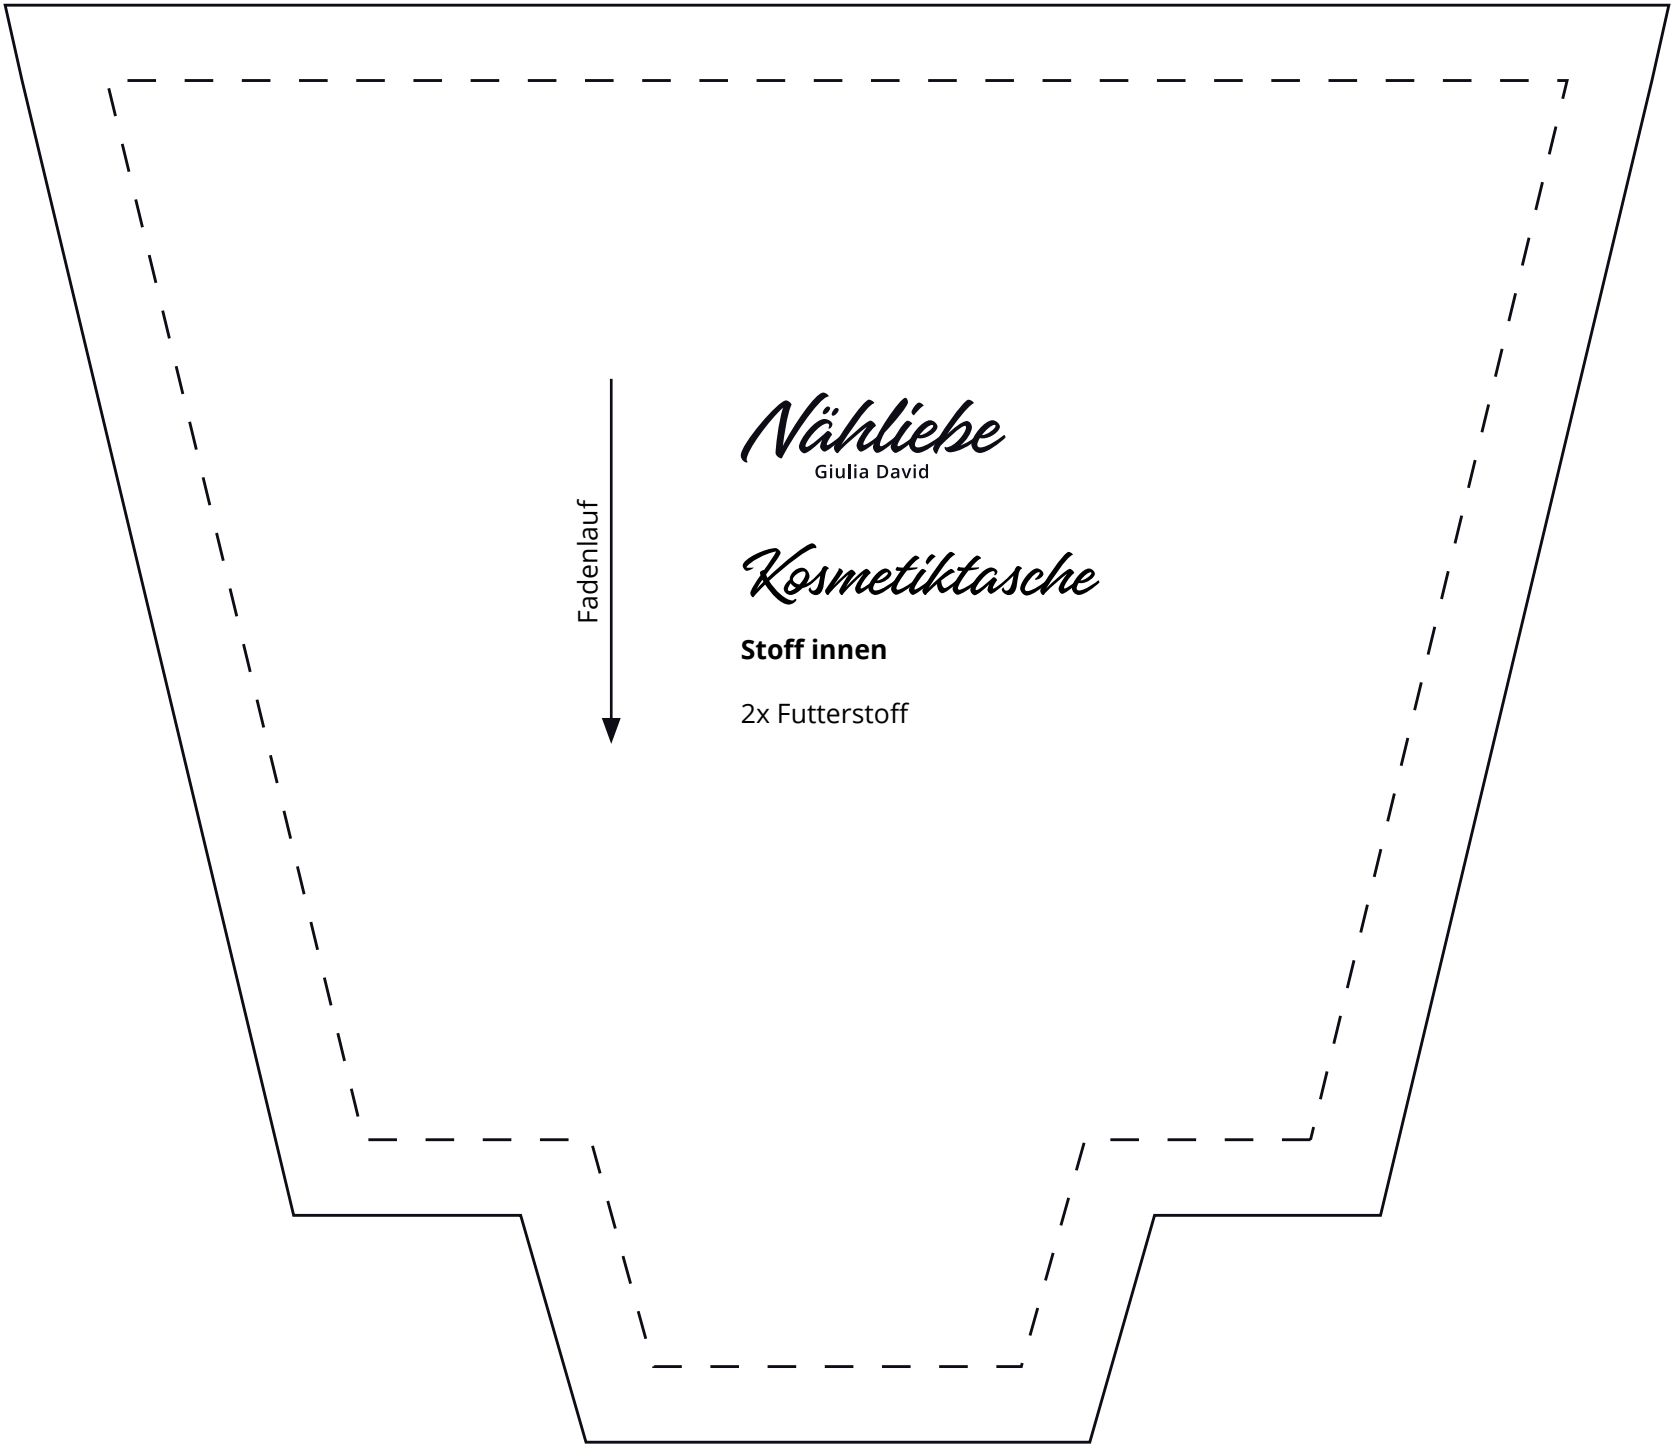 Fadenlauf
Nähliebe
Giulia David
Kosmetiktasche
Stoff innen
2x Futterstoff